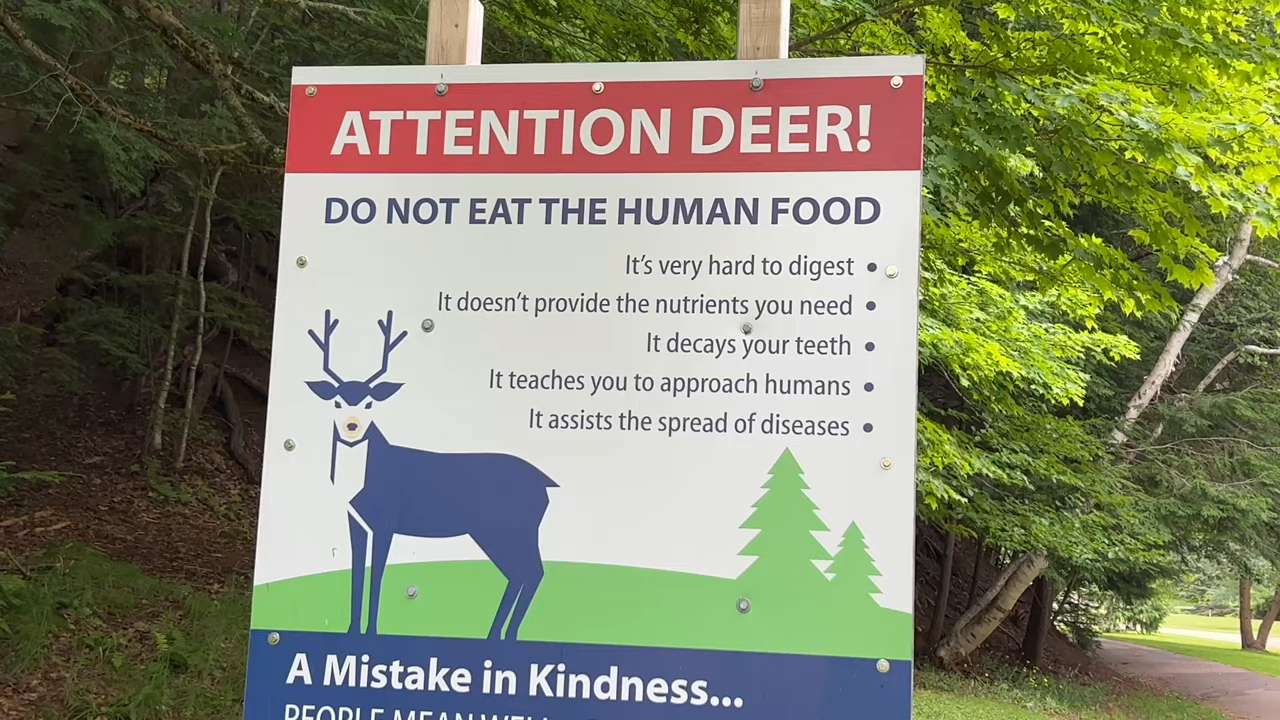 ATTENTION DEER!
DO NOT EAT THE HUMAN FOOD
It's very hard to digest •
It doesn't provide the nutrients you need •
It decays your teeth •
It teaches you to approach humans •
It assists the spread of diseases •
A Mistake in Kindness...
PEOPLE MEAN WELL